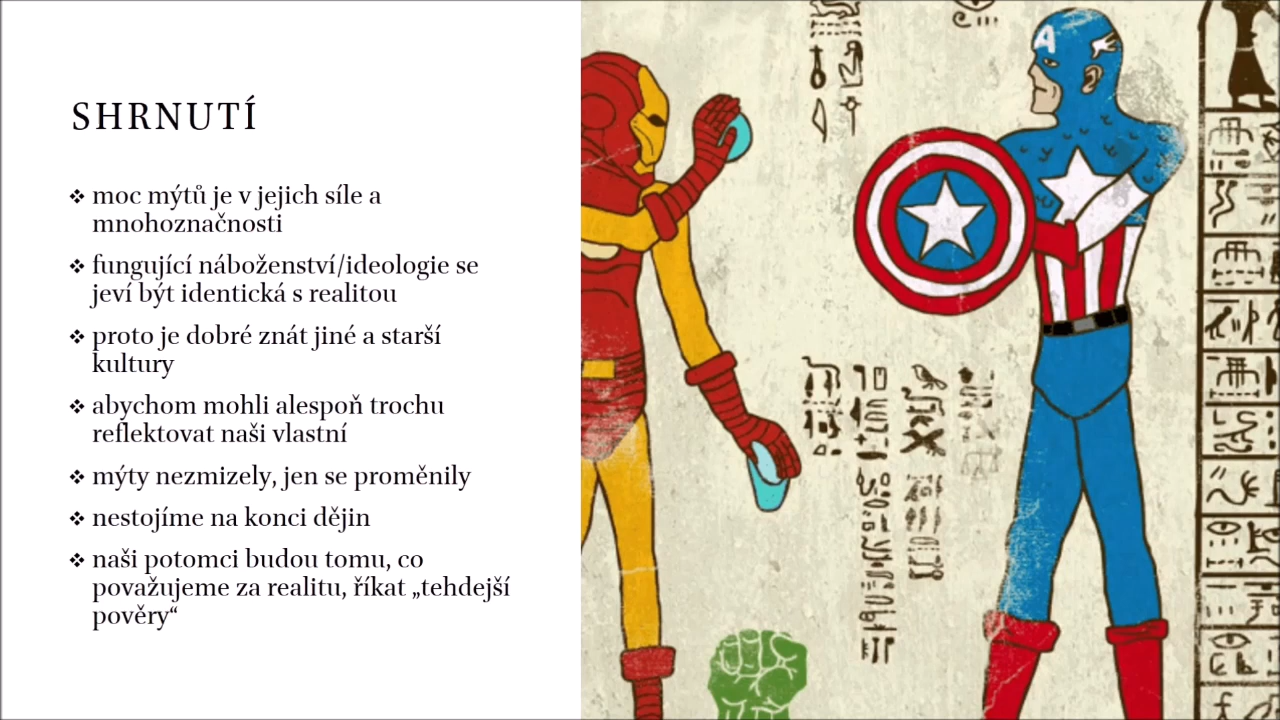 SHRNUTÍ
❖ moc mýtů je v jejich síle a
mnohoznačnosti
❖ fungující náboženství/ideologie se
jeví být identická s realitou
❖ proto je dobré znát jiné a starší
kultury
❖ abychom mohli alespoň trochu
reflektovat naši vlastní
❖ mýty nezmizely, jen se proměnily
❖ nestojíme na konci dějin
❖ naši potomci budou tomu, co
považujeme za realitu, říkat „tehdejší
pověry“
A